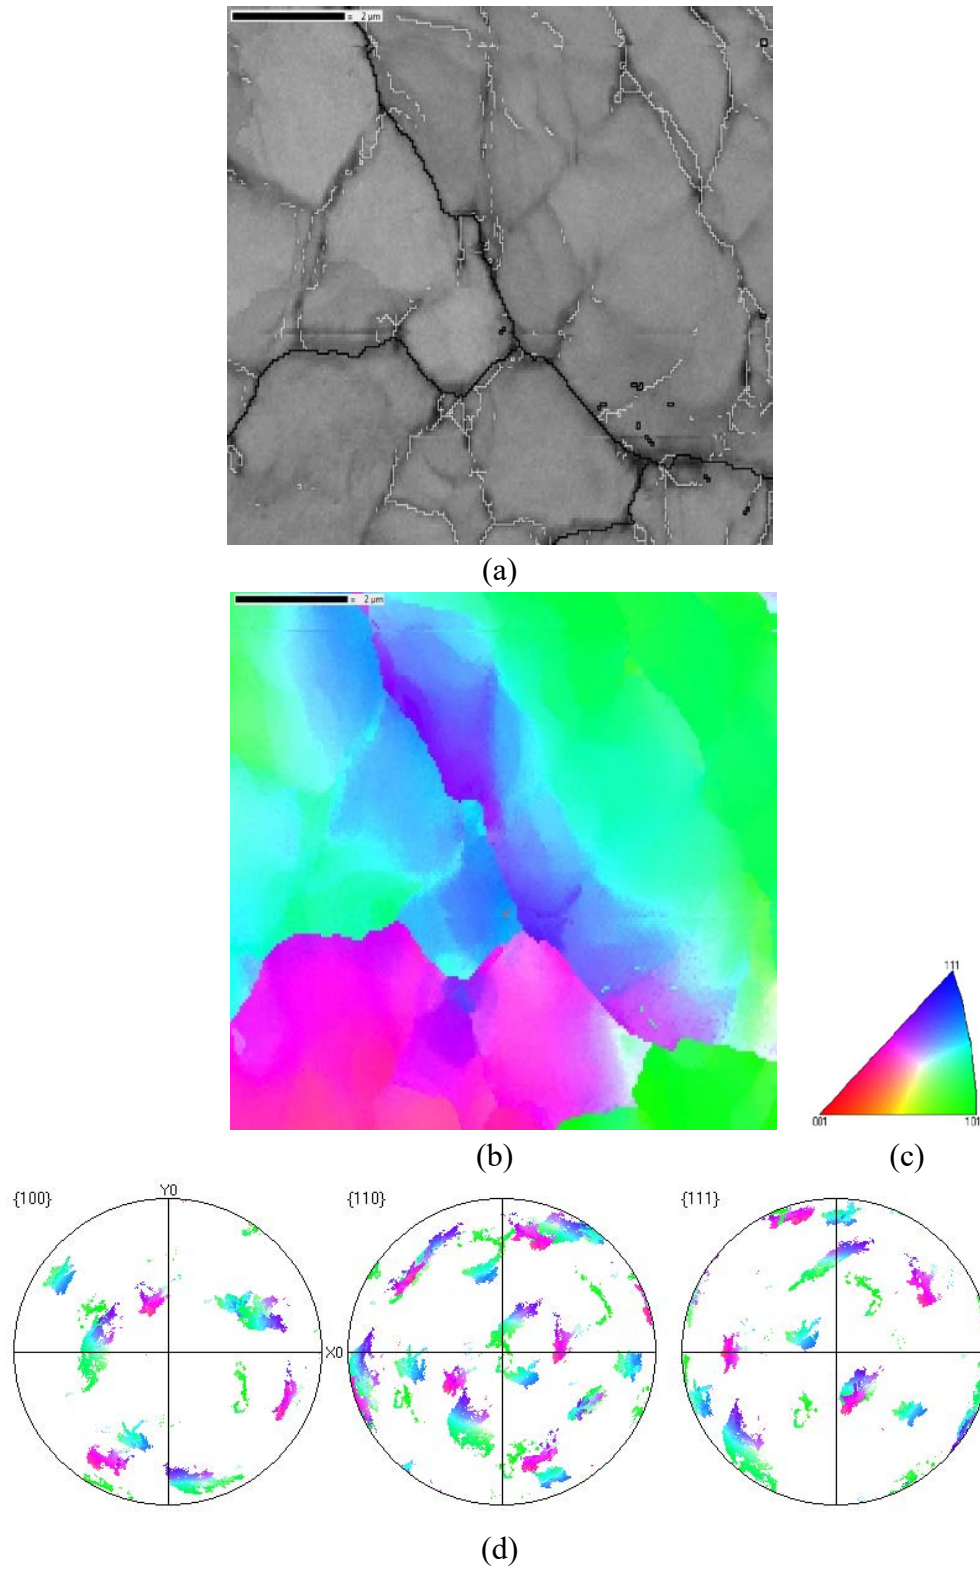 = 2 µm
(a)
= 2 µm
111
001
101
(b)
(c)
{100}
Y0
{110}
{111}
X0
(d)